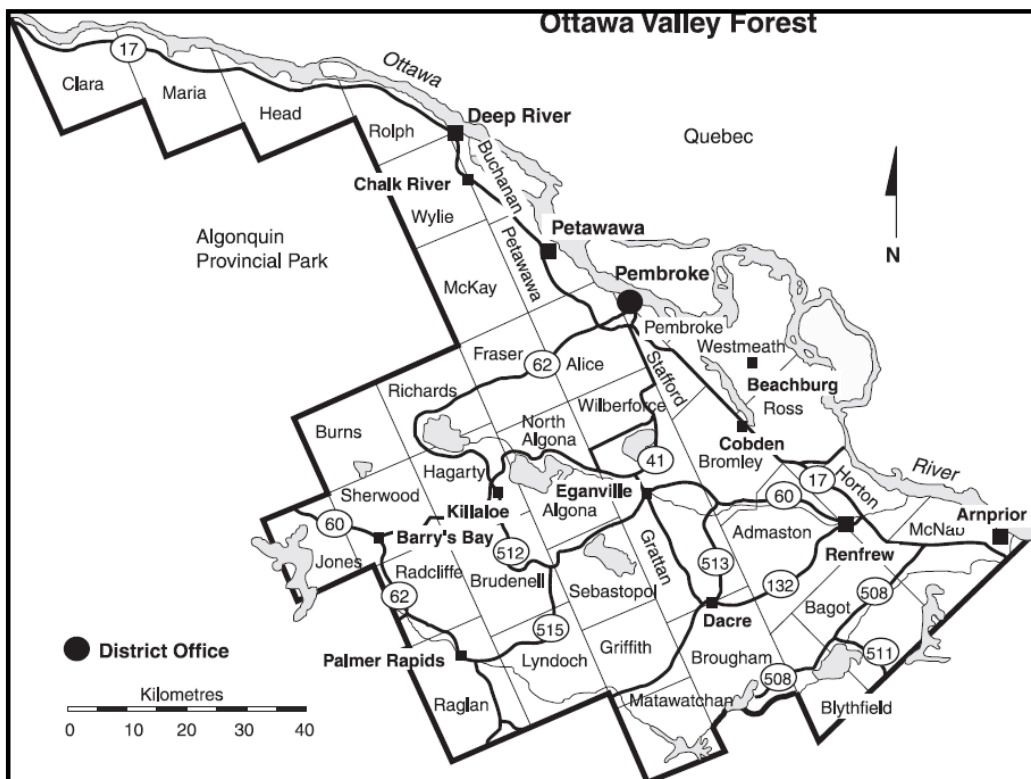 Ottawa Valley Forest
17
Clara
Maria
Head
Ottawa
Rolph
Deep River
Quebec
Buchanan
Chalk River
Wylie
Petawawa
Petawawa
Algonquin
Provincial Park
N
McKay
Pembroke
Pembroke
Fraser
62
Alice
Stafford
Westmeath
Richards
Beachburg
Wilberforce
Ross
Burns
North
Algona
Cobden
Hagarty
41
Bromley
River
Sherwood
17
Horton
Killaloe
Eganville
Algona
60
60
Barry's Bay
Admaston
McNab
Arnprior
Jones
512
Grattan
513
Renfrew
Radcliffe
Brudenell
Sebastopol
132
508
62
Bagot
Dacre
515
District Office
Palmer Rapids
Lyndoch
Griffith
Brougham
511
508
Kilometres
Raglan
Matawatchan
Blythfield
0 10 20 30 40